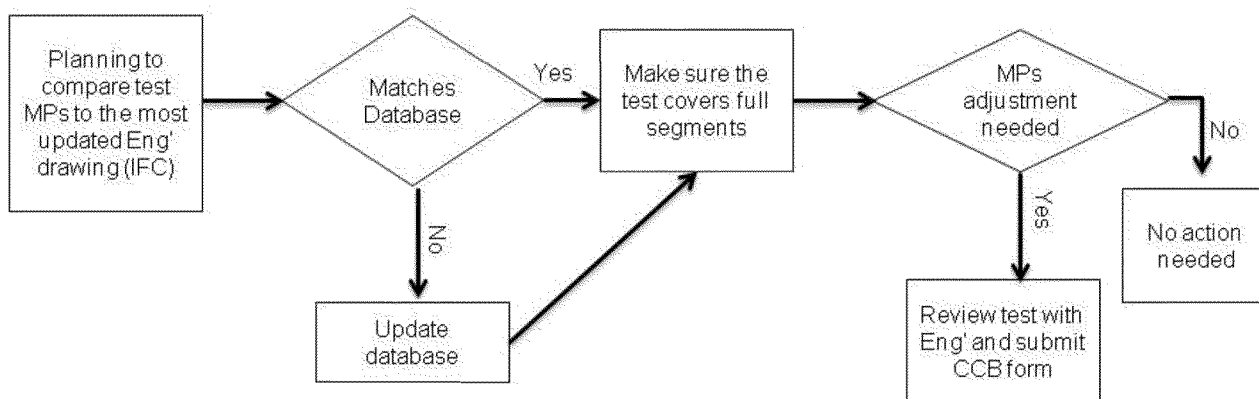 Planning to
compare test
MPs to the most
updated Eng'
drawing (IFC)
Matches
Database
Yes
No
Update
database
Make sure the
test covers full
segments
MPs
adjustment
needed
No
Yes
No action
needed
Review test with
Eng' and submit
CCB form